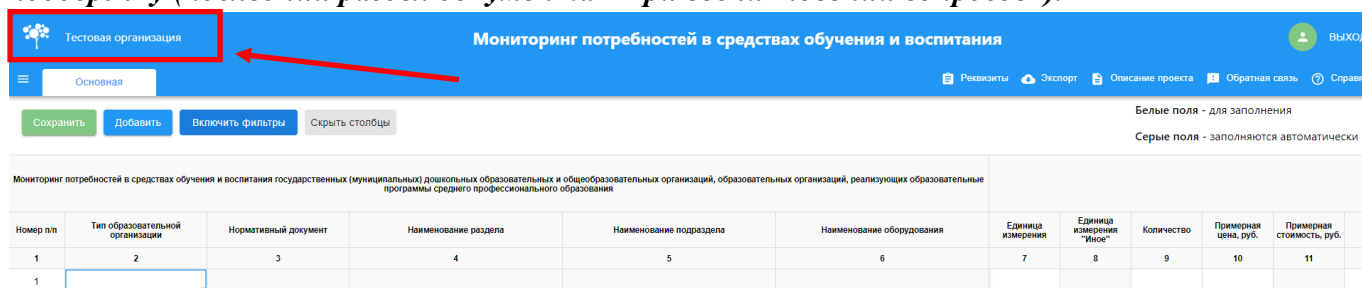 Тестовая организация
Мониторинг потребностей в средствах обучения и воспитания
Основная
Реквизиты Экспорт Описание проекта Обратная связь
Сохранить Добавить Включить фильтры Скрыть столбцы
Белые поля - для заполнения
Серые поля - заполняются автоматически
Мониторинг потребностей в средствах обучения и воспитания государственных (муниципальных) дошкольных образовательных и общеобразовательных организаций, образовательных организаций, реализующих образовательные
программы среднего профессионального образования
Номер п/п
Тип образовательной
организации
Нормативный документ
Наименование раздела
Наименование подраздела
Наименование оборудования
Единица
измерения
Единица
измерения
"Иное"
Количество
Примерная
цена, руб.
Примерная
стоимость, руб.
1 2 3 4 5 6 7 8 9 10 11
1